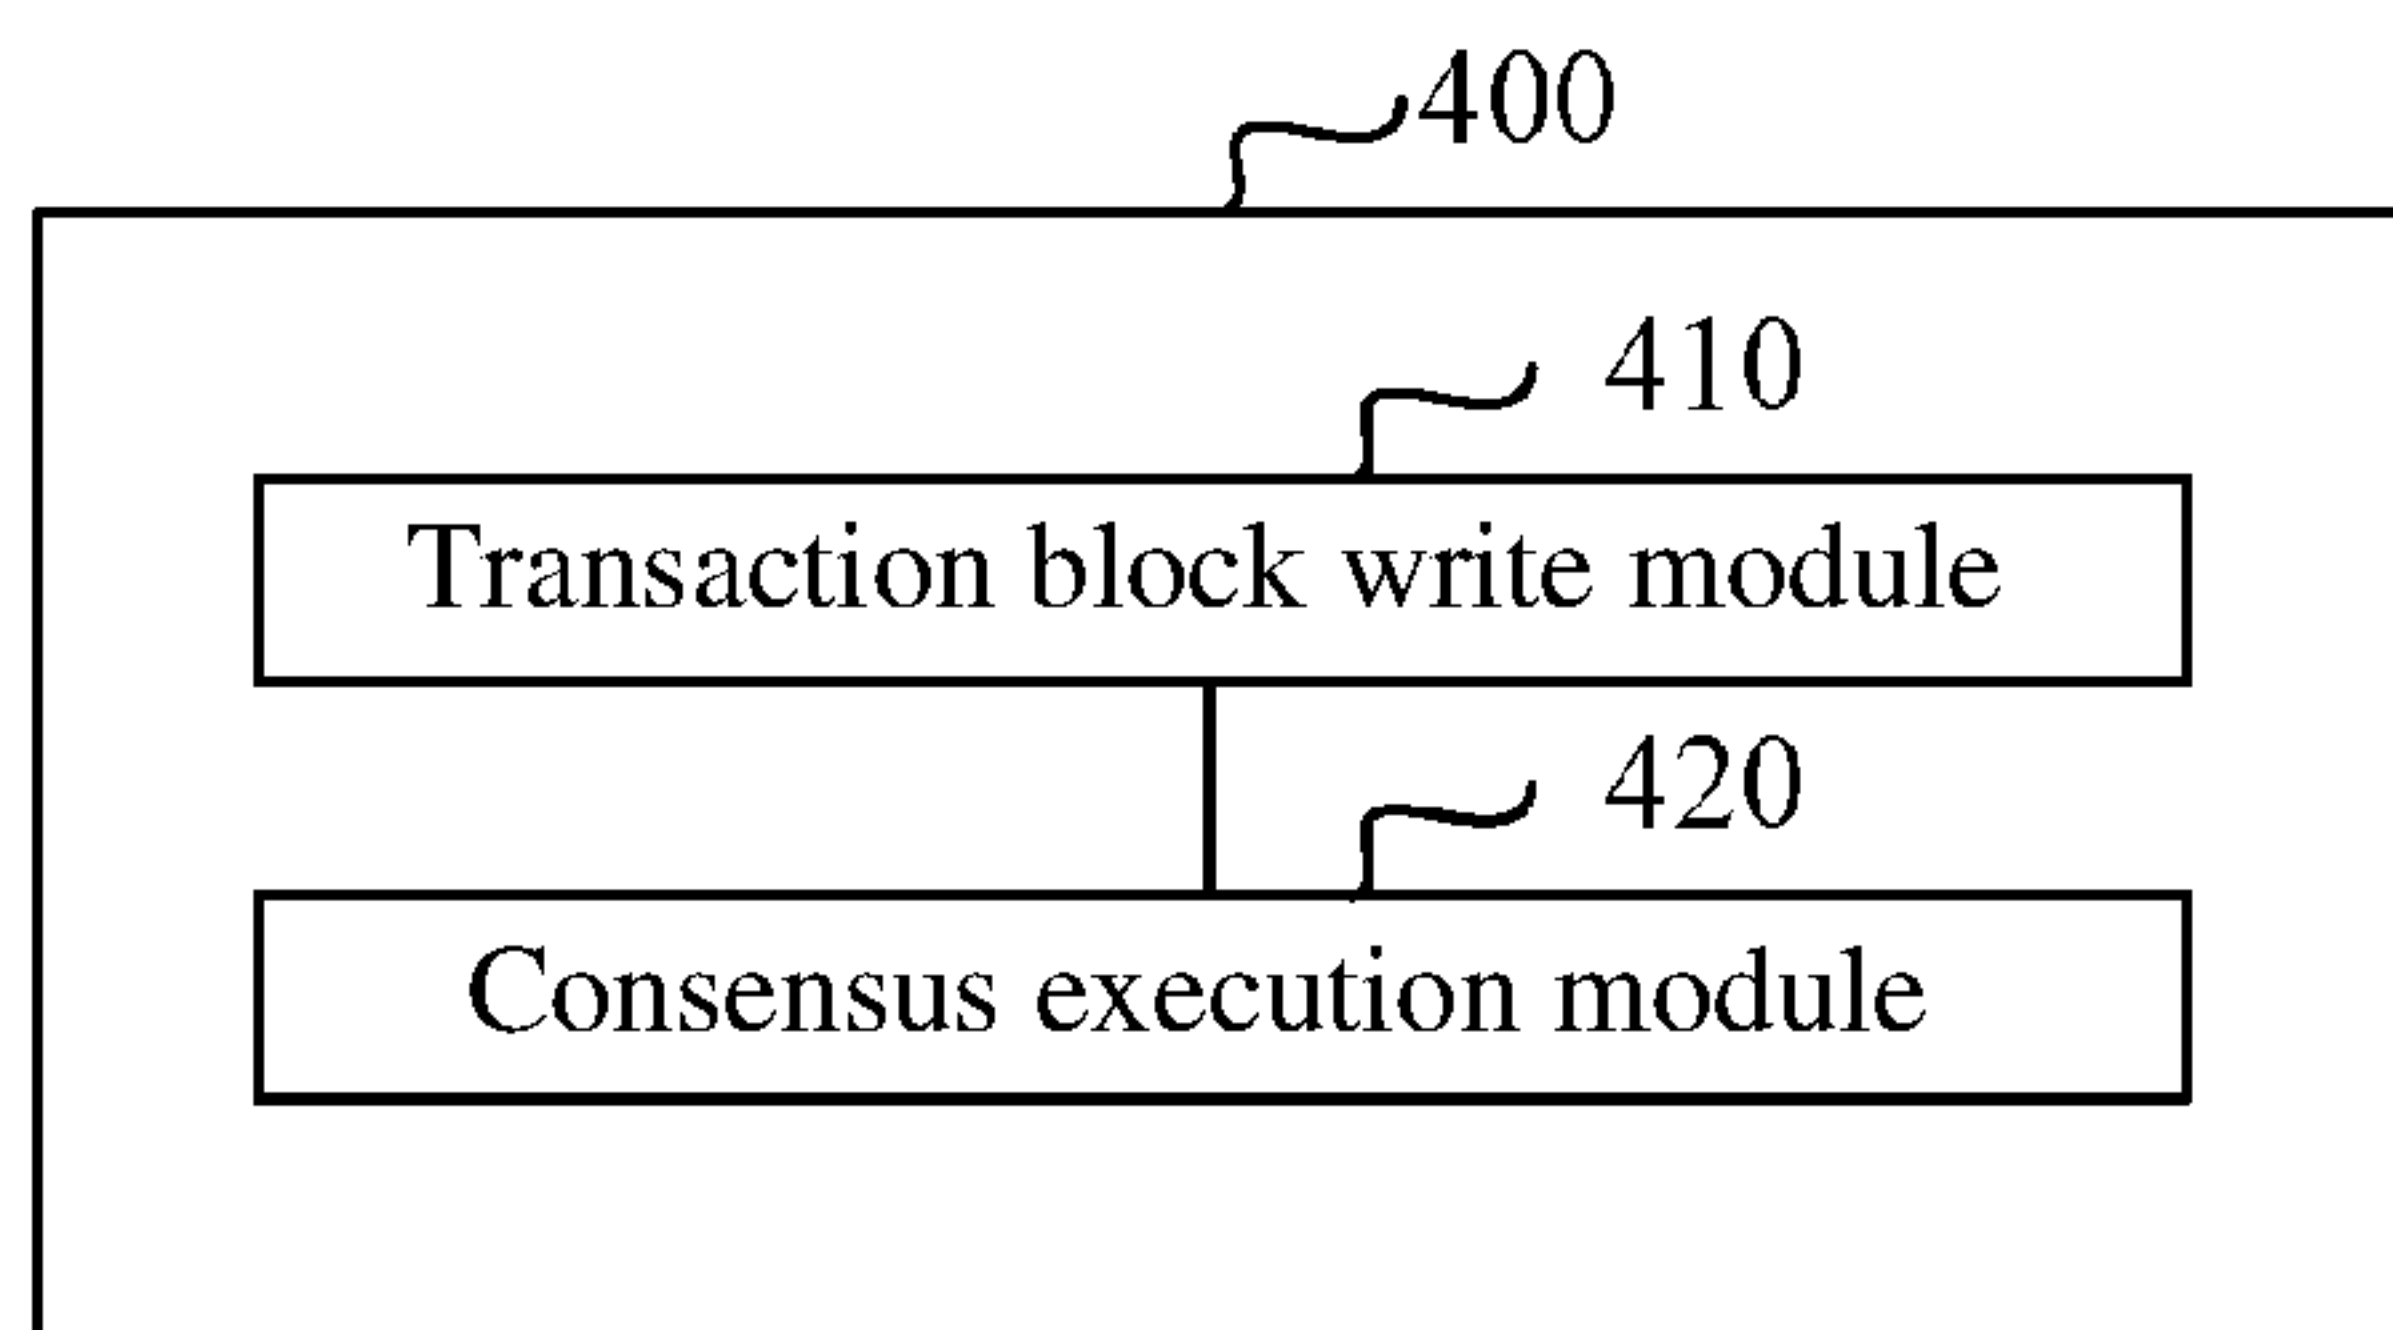 400
410
Transaction block write module
420
Consensus execution module